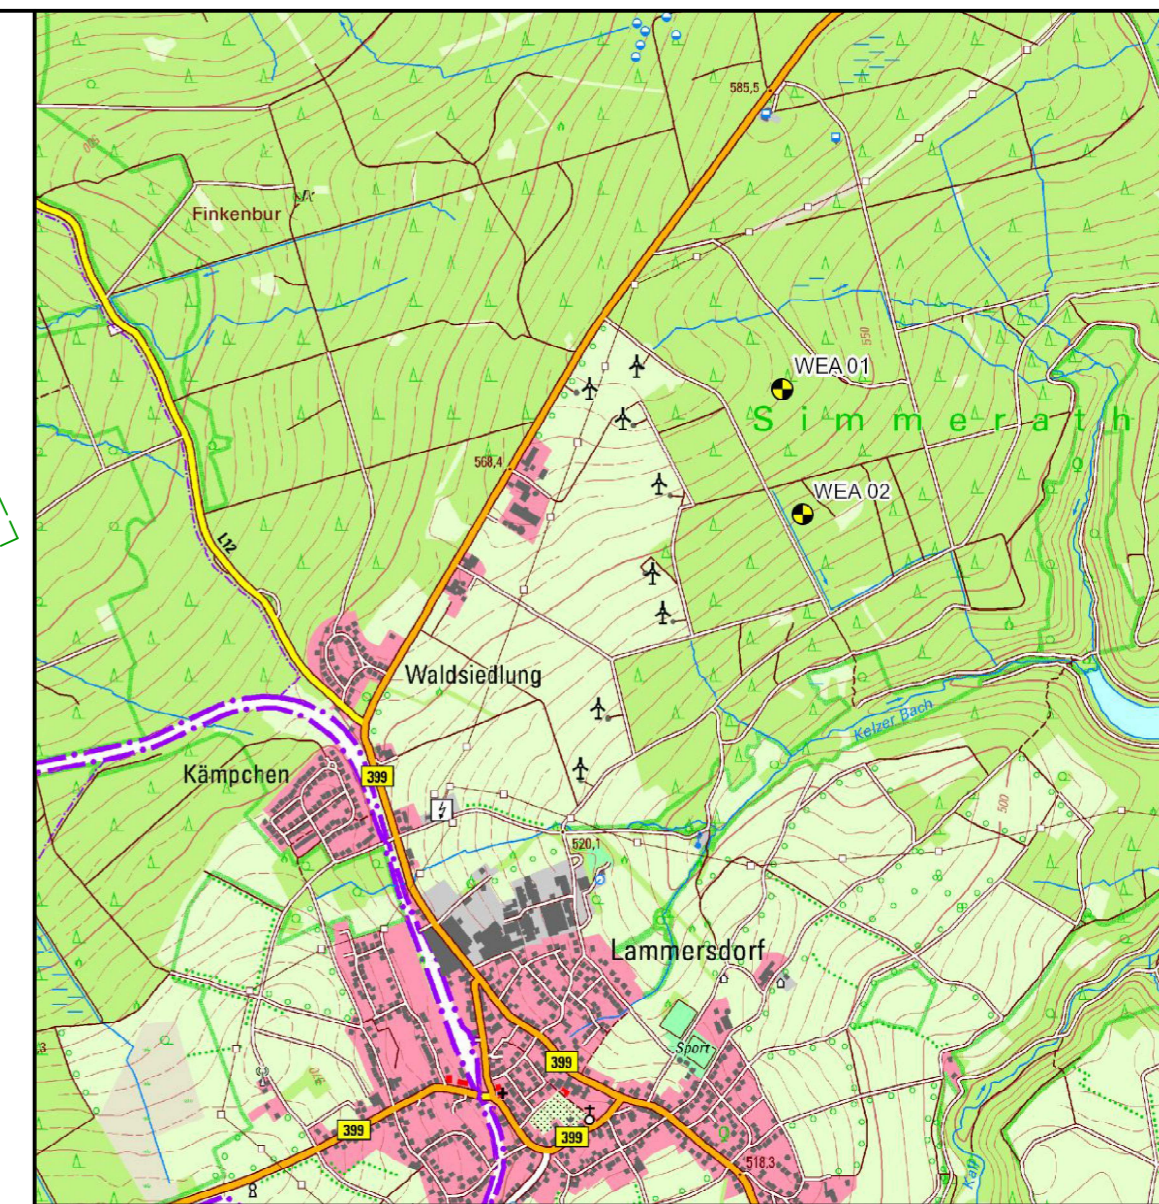 585,5
Finkenbur
550
WEA 01
Simmerath
568,4
WEA 02
L12
Waldsiedlung
Kelzer Bach
Kämpchen
399
500
520,1
Lammersdorf
Sport
399
399
399
518.3
Kall